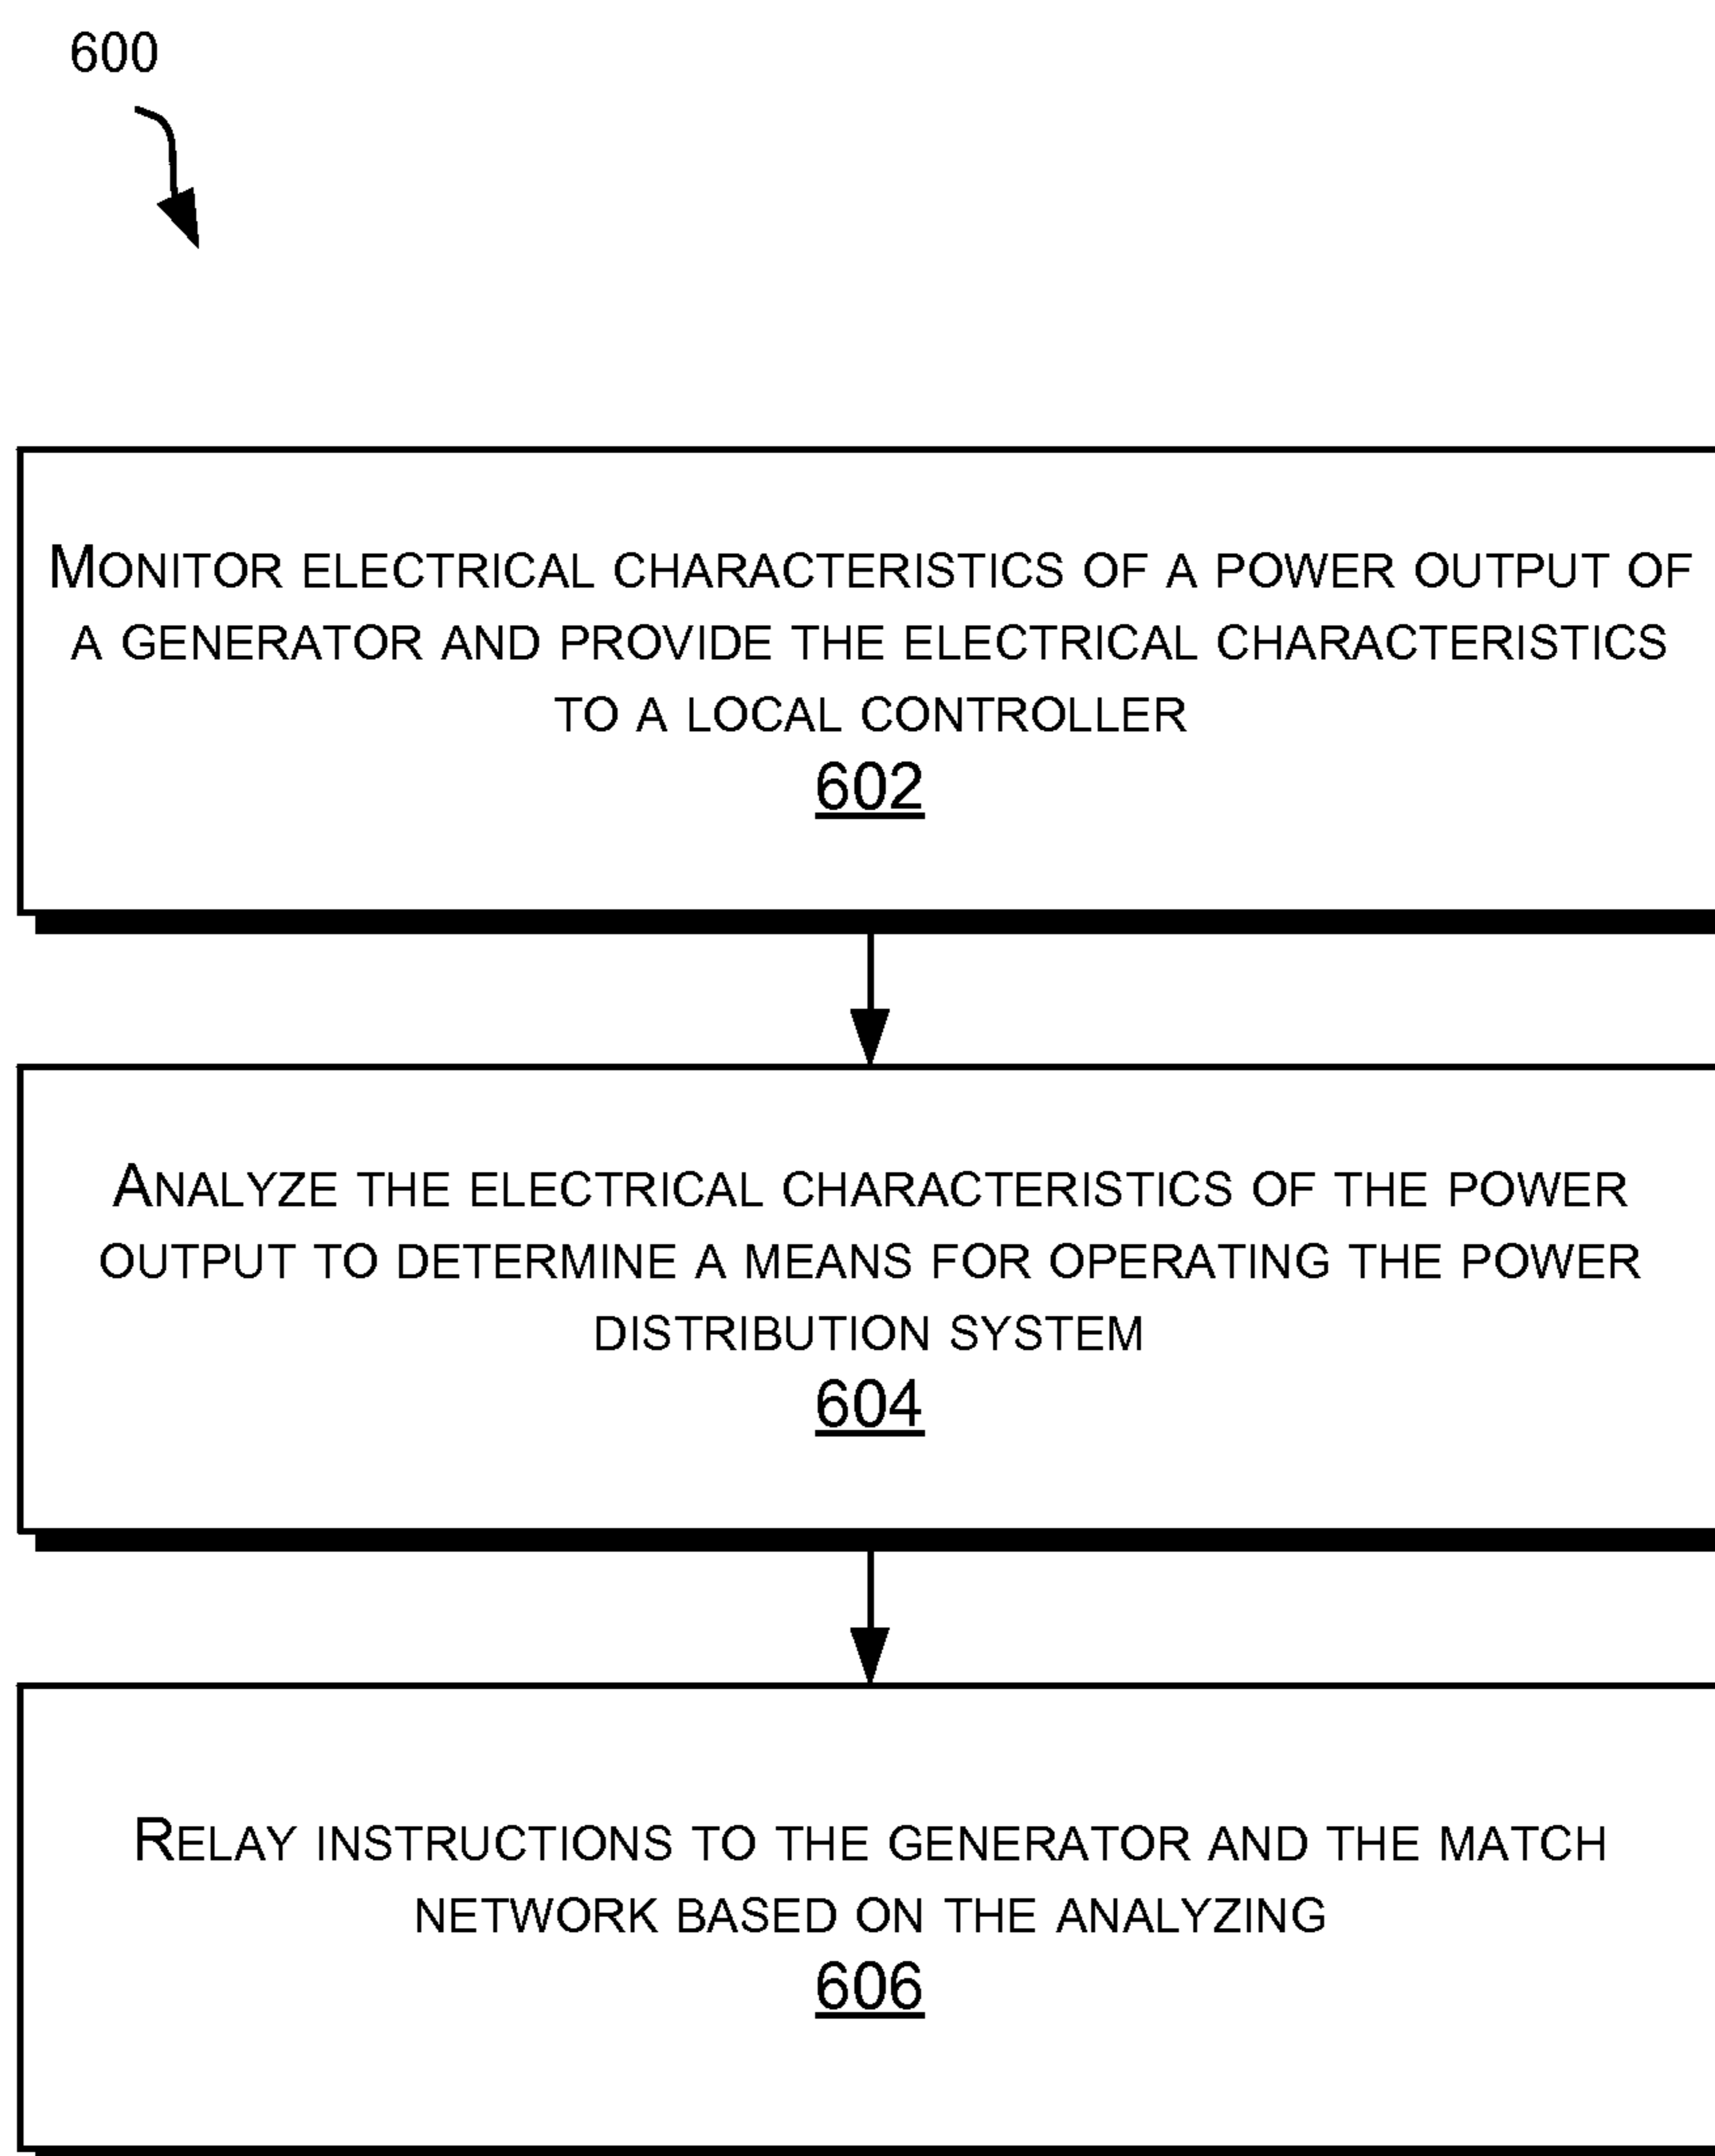 600
MONITOR ELECTRICAL CHARACTERISTICS OF A POWER OUTPUT OF
A GENERATOR AND PROVIDE THE ELECTRICAL CHARACTERISTICS
TO A LOCAL CONTROLLER
602
ANALYZE THE ELECTRICAL CHARACTERISTICS OF THE POWER
OUTPUT TO DETERMINE A MEANS FOR OPERATING THE POWER
DISTRIBUTION SYSTEM
604
RELAY INSTRUCTIONS TO THE GENERATOR AND THE MATCH
NETWORK BASED ON THE ANALYZING
606